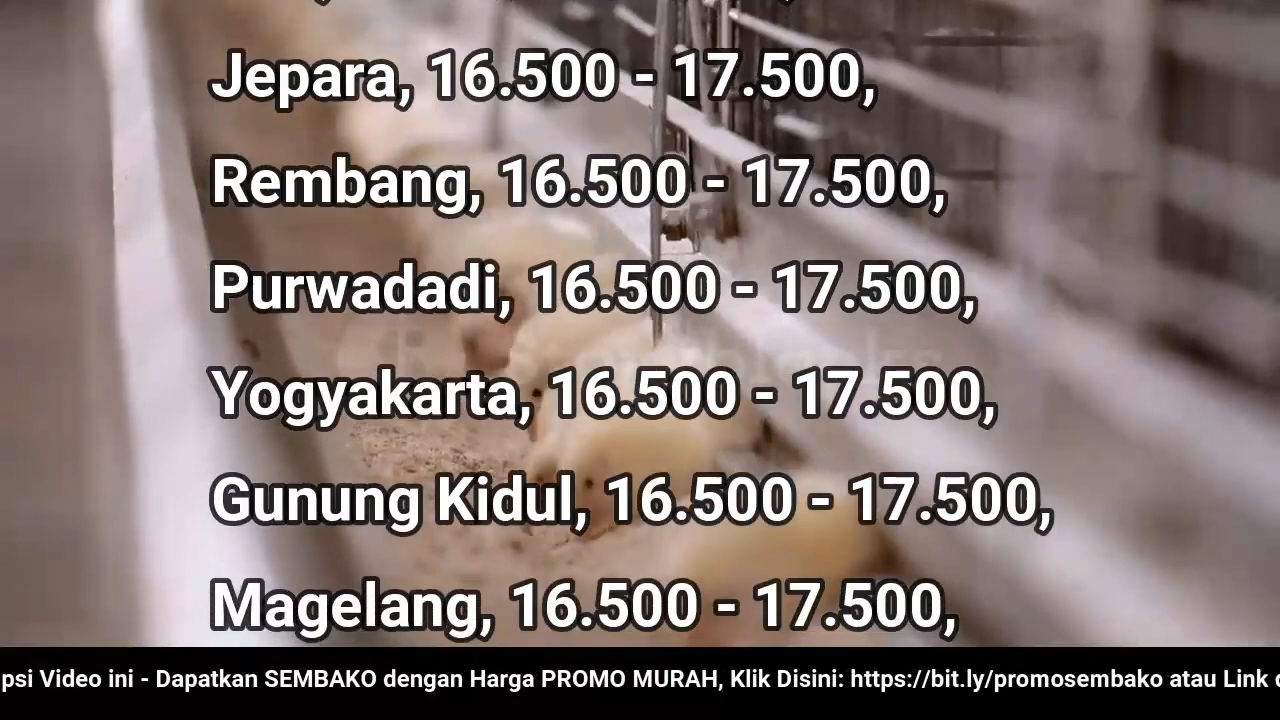 Jepara, 16.500 - 17.500,
Rembang, 16.500 - 17.500,
Purwadadi, 16.500 - 17.500,
Yogyakarta, 16.500 - 17.500,
Gunung Kidul, 16.500 - 17.500,
Magelang, 16.500 - 17.500,
psi Video ini - Dapatkan SEMBAKO dengan Harga PROMO MURAH, Klik Disini: https://bit.ly/promosembako atau Link